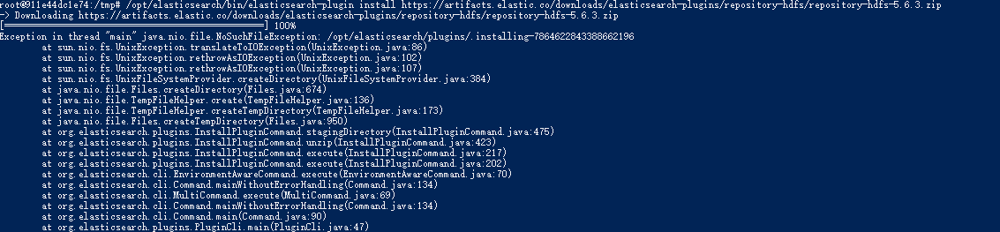 root@911e44dc1e74:/tmp# /opt/elasticsearch/bin/elasticsearch-plugin install https://artifacts.elastic.co/downloads/elasticsearch-plugins/repository-hdfs/repository-hdfs-5.6.3.zip
-> Downloading https://artifacts.elastic.co/downloads/elasticsearch-plugins/repository-hdfs/repository-hdfs-5.6.3.zip
[=================================================] 100%
Exception in thread "main" java.nio.file.NoSuchFileException: /opt/elasticsearch/plugins/.installing-7864622843388662196
at sun.nio.fs.UnixException.translateToIOException(UnixException.java:86)
at sun.nio.fs.UnixException.rethrowAsIOException(UnixException.java:102)
at sun.nio.fs.UnixException.rethrowAsIOException(UnixException.java:107)
at sun.nio.fs.UnixFileSystemProvider.createDirectory(UnixFileSystemProvider.java:384)
at java.nio.file.Files.createDirectory(Files.java:674)
at java.nio.file.TempFileHelper.create(TempFileHelper.java:136)
at java.nio.file.TempFileHelper.createTempDirectory(TempFileHelper.java:173)
at java.nio.file.Files.createTempDirectory(Files.java:950)
at org.elasticsearch.plugins.InstallPluginCommand.stagingDirectory(InstallPluginCommand.java:475)
at org.elasticsearch.plugins.InstallPluginCommand.unzip(InstallPluginCommand.java:423)
at org.elasticsearch.plugins.InstallPluginCommand.execute(InstallPluginCommand.java:217)
at org.elasticsearch.plugins.InstallPluginCommand.execute(InstallPluginCommand.java:202)
at org.elasticsearch.cli.EnvironmentAwareCommand.execute(EnvironmentAwareCommand.java:70)
at org.elasticsearch.cli.Command.mainWithoutErrorHandling(Command.java:134)
at org.elasticsearch.cli.MultiCommand.execute(MultiCommand.java:69)
at org.elasticsearch.cli.Command.mainWithoutErrorHandling(Command.java:134)
at org.elasticsearch.cli.Command.main(Command.java:90)
at org.elasticsearch.plugins.PluginCli.main(PluginCli.java:47)